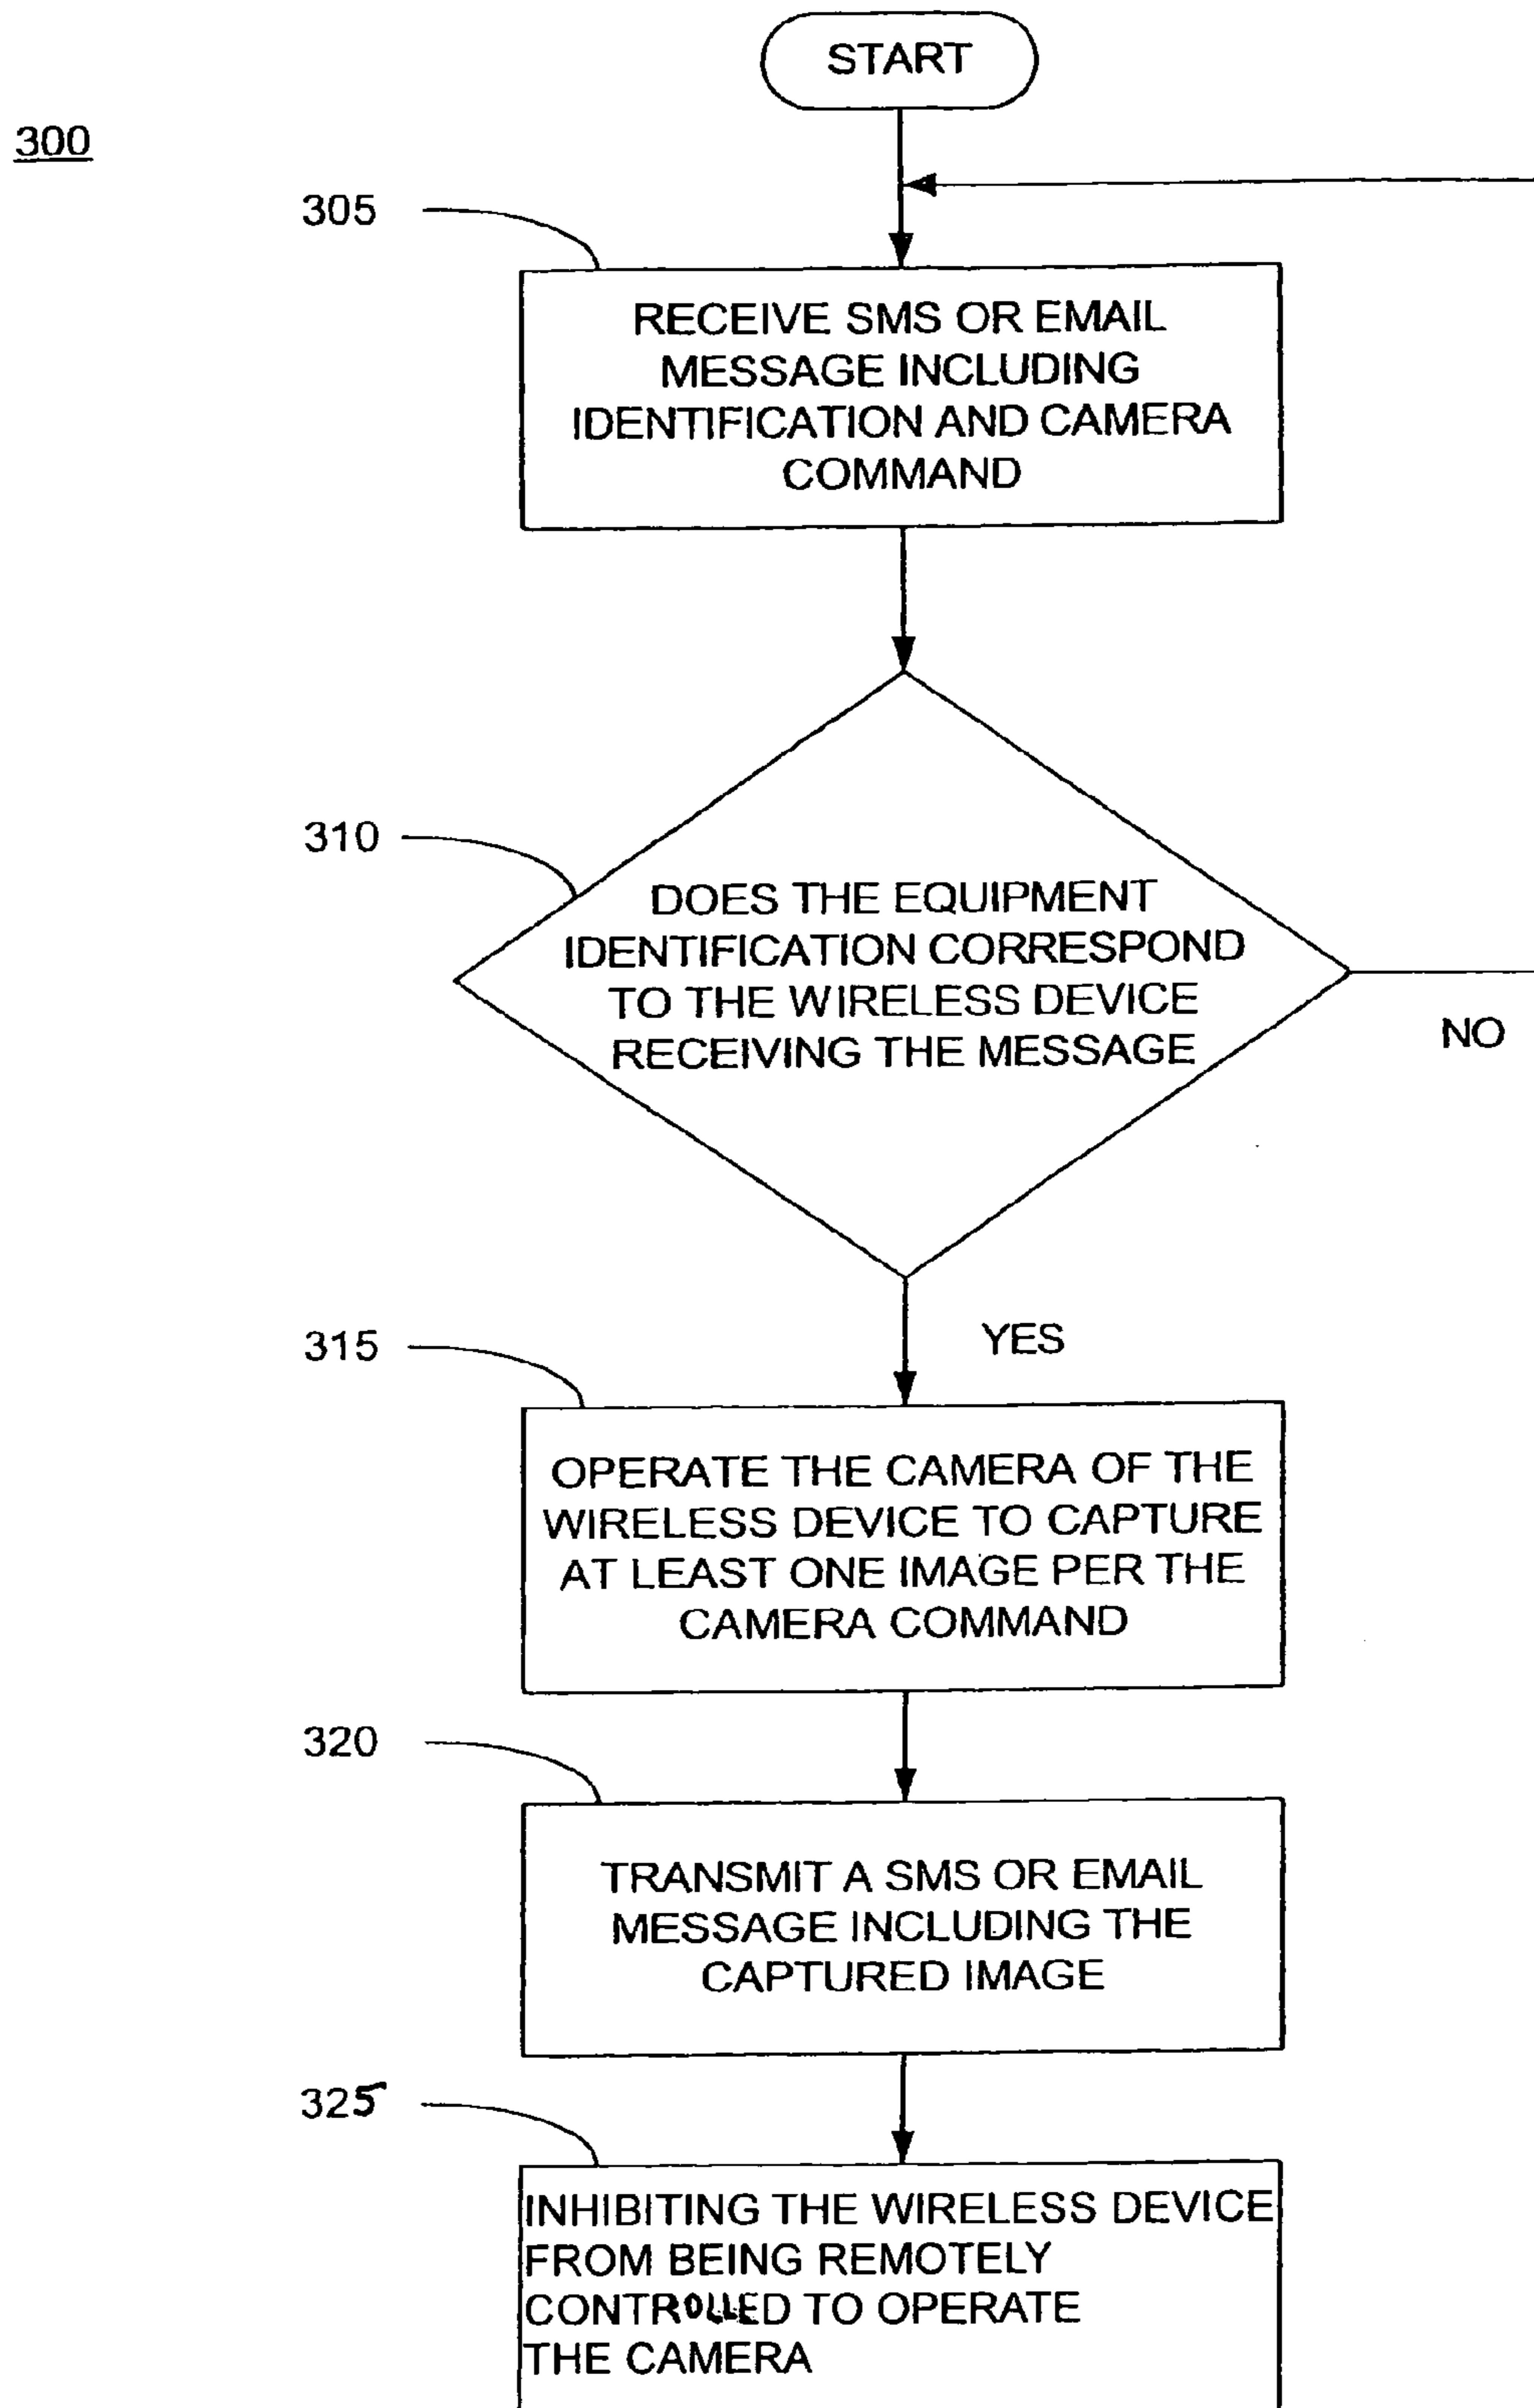 START
300
305
RECEIVE SMS OR EMAIL
MESSAGE INCLUDING
IDENTIFICATION AND CAMERA
COMMAND
310
DOES THE EQUIPMENT
IDENTIFICATION CORRESPOND
TO THE WIRELESS DEVICE
RECEIVING THE MESSAGE
NO
YES
315
OPERATE THE CAMERA OF THE
WIRELESS DEVICE TO CAPTURE
AT LEAST ONE IMAGE PER THE
CAMERA COMMAND
320
TRANSMIT A SMS OR EMAIL
MESSAGE INCLUDING THE
CAPTURED IMAGE
325
INHIBITING THE WIRELESS DEVICE
FROM BEING REMOTELY
CONTROLLED TO OPERATE
THE CAMERA